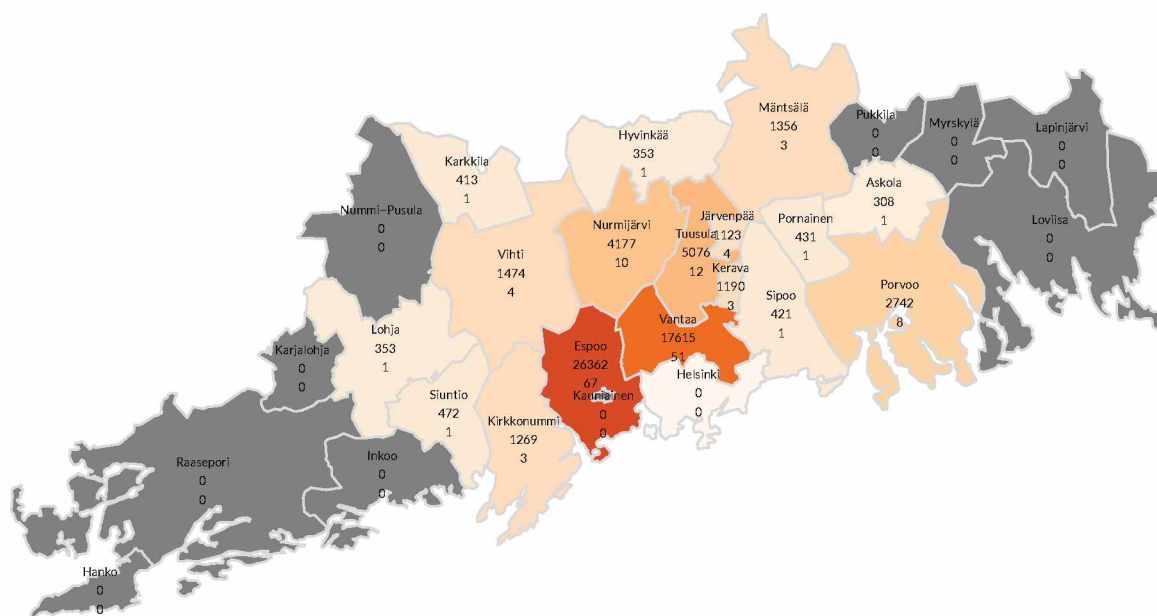 Mäntsälä
1356
3
Pukkila
0
0
Myrskylä
0
0
Lapinjärvi
0
0
Hyvinkää
353
1
Karkkila
413
1
Askola
308
1
Nummi-Pusula
0
0
Nurmijärvi
4177
10
Järvenpää
1123
4
Tuusula
5076
12
Pornainen
431
1
Loviisa
0
0
Vihti
1474
4
Kerava
1190
3
Sipoo
421
1
Porvoo
2742
8
Vantaa
17615
51
Lohja
353
1
Karjalohja
0
0
Espoo
26362
67
Helsinki
0
0
Kauniainen
0
0
Siuntio
472
1
Kirkkonummi
1269
3
Inkoo
0
0
Raasepori
0
0
Hanko
0
0